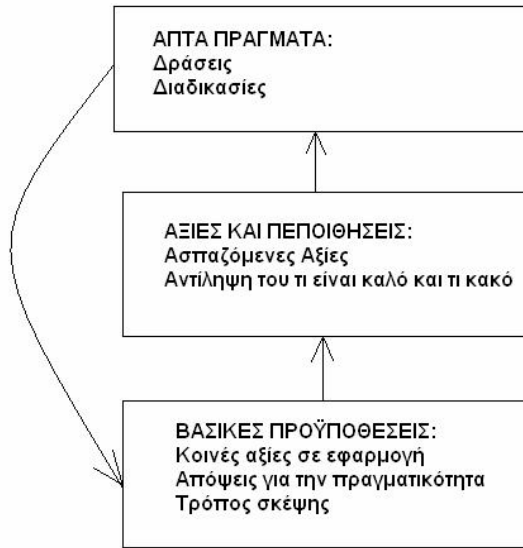 ΑΠΤΑ ΠΡΑΓΜΑΤΑ:
Δράσεις
Διαδικασίες
ΑΞΙΕΣ ΚΑΙ ΠΕΠΟΙΘΗΣΕΙΣ:
Ασπαζόμενες Αξίες
Αντίληψη του τι είναι καλό και τι κακό
ΒΑΣΙΚΕΣ ΠΡΟΫΠΟΘΕΣΕΙΣ:
Κοινές αξίες σε εφαρμογή
Απόψεις για την πραγματικότητα
Τρόπος σκέψης